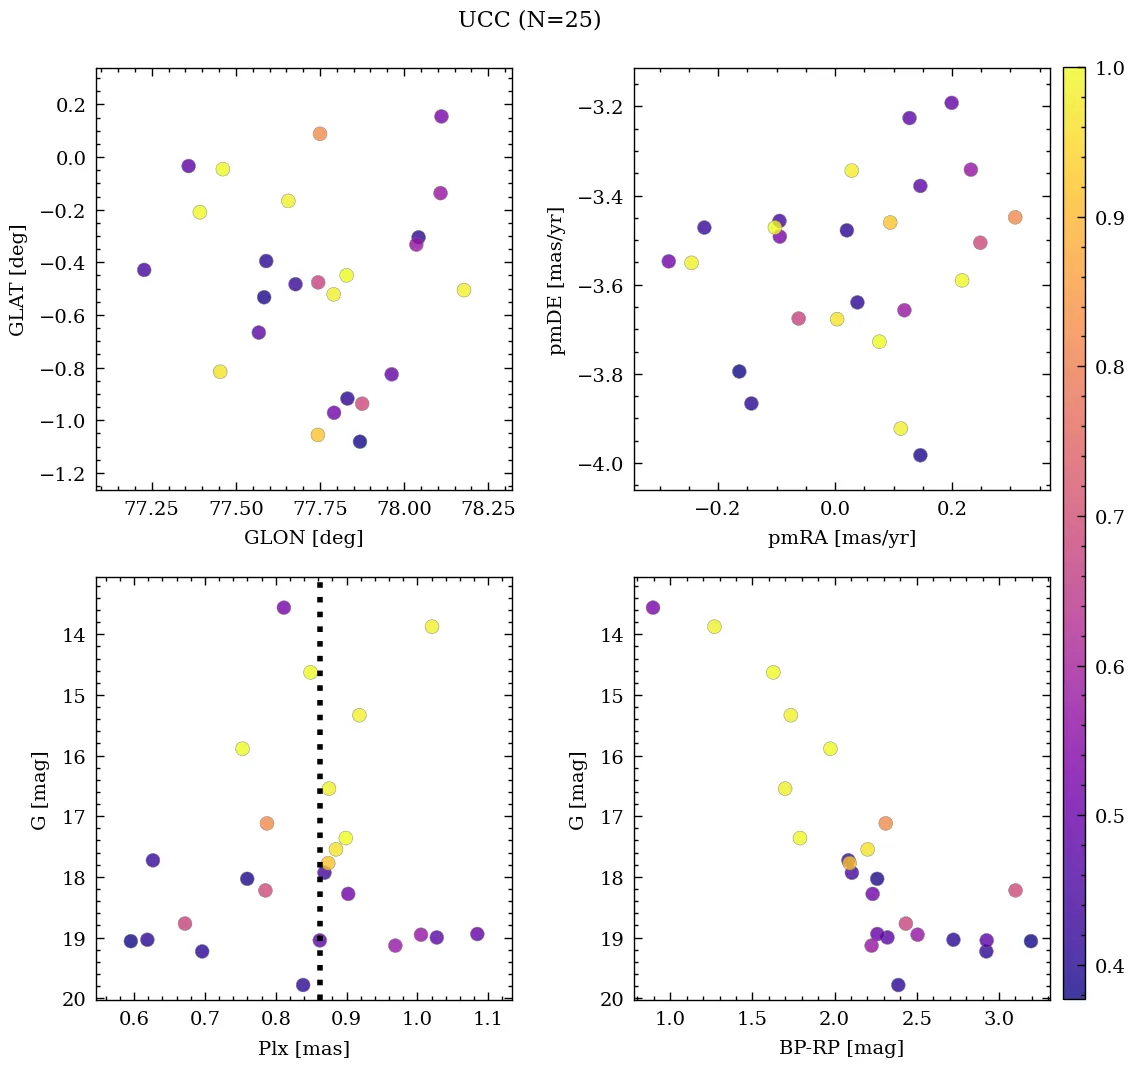 UCC (N=25)
0.2
0.0
−0.2
−0.4
−0.6
−0.8
−1.0
−1.2
GLAT [deg]
77.25 77.50 77.75 78.00 78.25
GLON [deg]
−3.2
−3.4
−3.6
−3.8
−4.0
pmDE [mas/yr]
−0.2 0.0 0.2
pmRA [mas/yr]
14
15
16
17
18
19
20
G [mag]
0.6 0.7 0.8 0.9 1.0 1.1
Plx [mas]
14
15
16
17
18
19
20
G [mag]
1.0 1.5 2.0 2.5 3.0
BP-RP [mag]
1.0
0.9
0.8
0.7
0.6
0.5
0.4